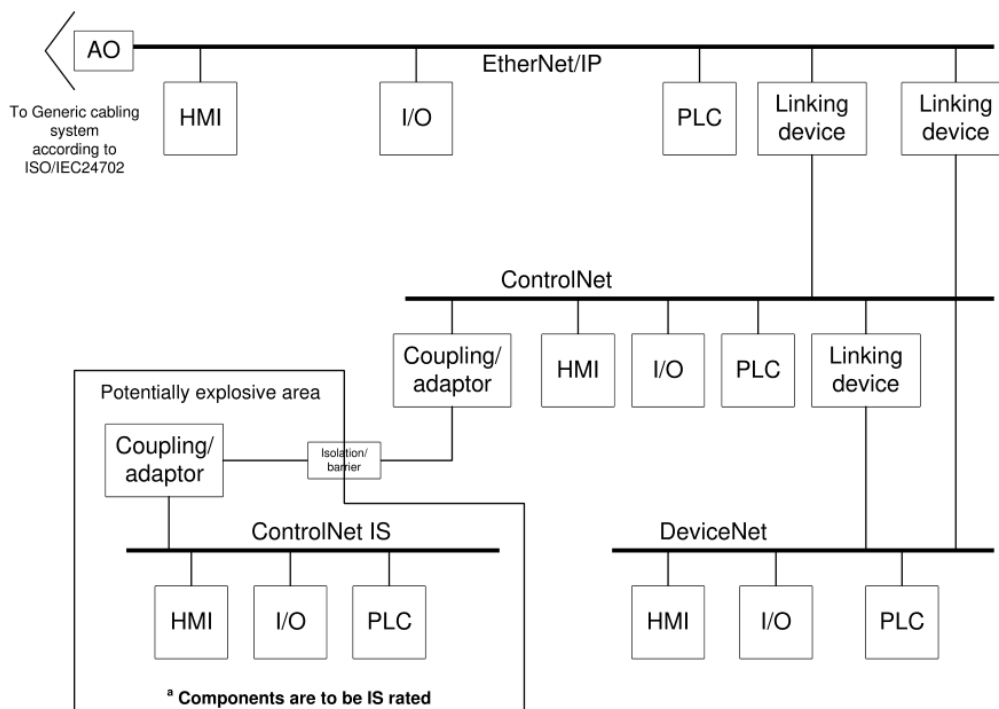 AO
EtherNet/IP
To Generic cabling
system
according to
ISO/IEC24702
HMI
I/O
PLC
Linking
device
Linking
device
ControlNet
Coupling/
adaptor
HMI
I/O
PLC
Linking
device
Potentially explosive area
Coupling/
adaptor
Isolation/
barrier
ControlNet IS
DeviceNet
HMI
I/O
PLC
HMI
I/O
PLC
a Components are to be IS rated